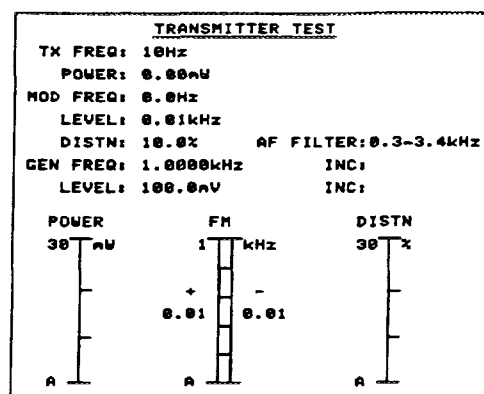 TRANSMITTER TEST
TX FREQ: 10Hz
POWER: 0.00mW
MOD FREQ: 0.0Hz
LEVEL: 0.01kHz
DISTN: 10.0% AF FILTER:0.3-3.4kHz
GEN FREQ: 1.0000kHz INC:
LEVEL: 100.0mV INC:
POWER FM DISTN
30 mW 1 kHz 30 %
+ -
0.01 0.01
A A A